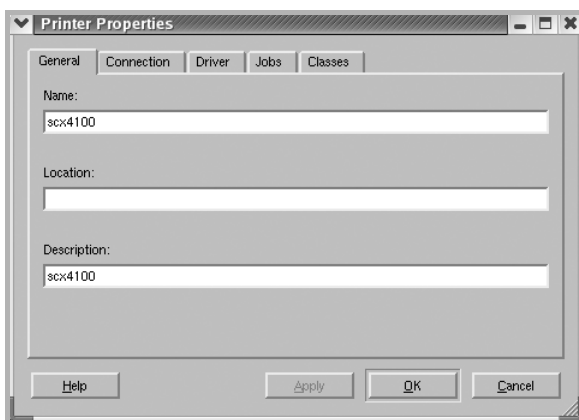 Printer Properties
General Connection Driver Jobs Classes
Name:
scx4100
Location:
Description:
scx4100
Help Apply OK Cancel